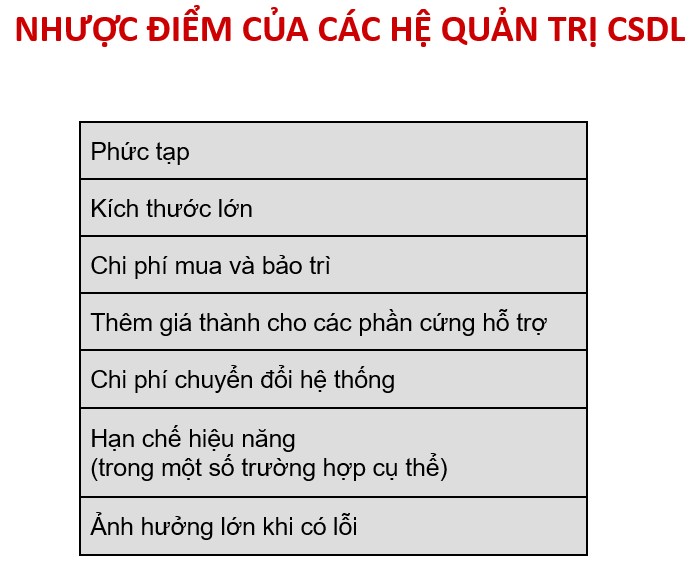 NHƯỢC ĐIỂM CỦA CÁC HỆ QUẢN TRỊ CSDL
Phức tạp
Kích thước lớn
Chi phí mua và bảo trì
Thêm giá thành cho các phần cứng hỗ trợ
Chi phí chuyển đổi hệ thống
Hạn chế hiệu năng
(trong một số trường hợp cụ thể)
Ảnh hưởng lớn khi có lỗi